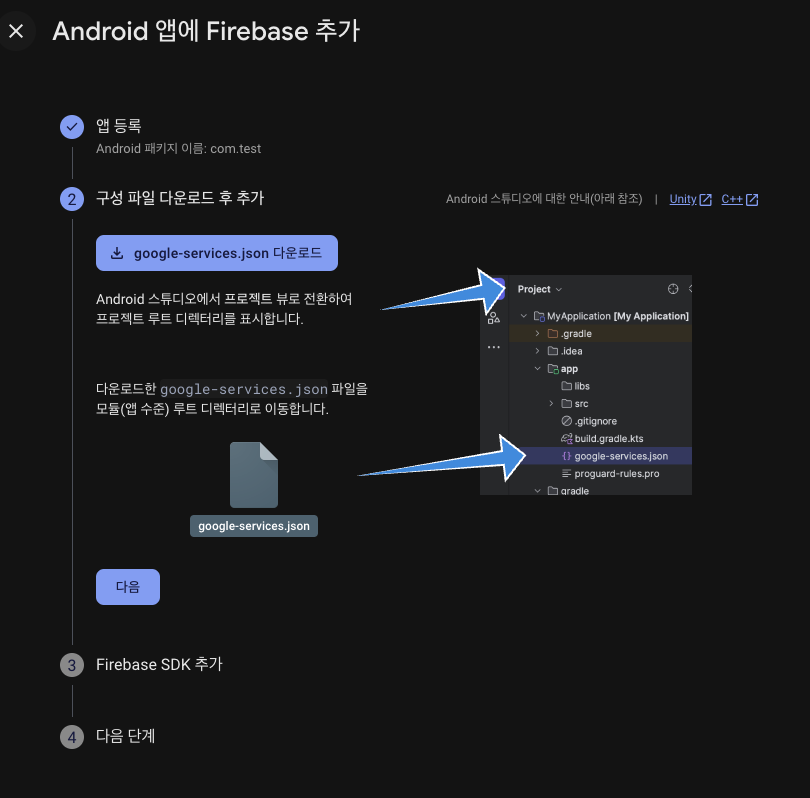 Android 앱에 Firebase 추가
앱 등록
Android 패키지 이름: com.test
2
구성 파일 다운로드 후 추가
Android 스튜디오에 대한 안내(아래 참조) | Unity C++
google-services.json 다운로드
Android 스튜디오에서 프로젝트 뷰로 전환하여
프로젝트 루트 디렉터리를 표시합니다.
다운로드한 google-services.json 파일을
모듈(앱 수준) 루트 디렉터리로 이동합니다.
google-services.json
Project
MyApplication [My Application]
.gradle
.idea
app
libs
src
.gitignore
build.gradle.kts
google-services.json
proguard-rules.pro
gradle
다음
3
Firebase SDK 추가
4
다음 단계